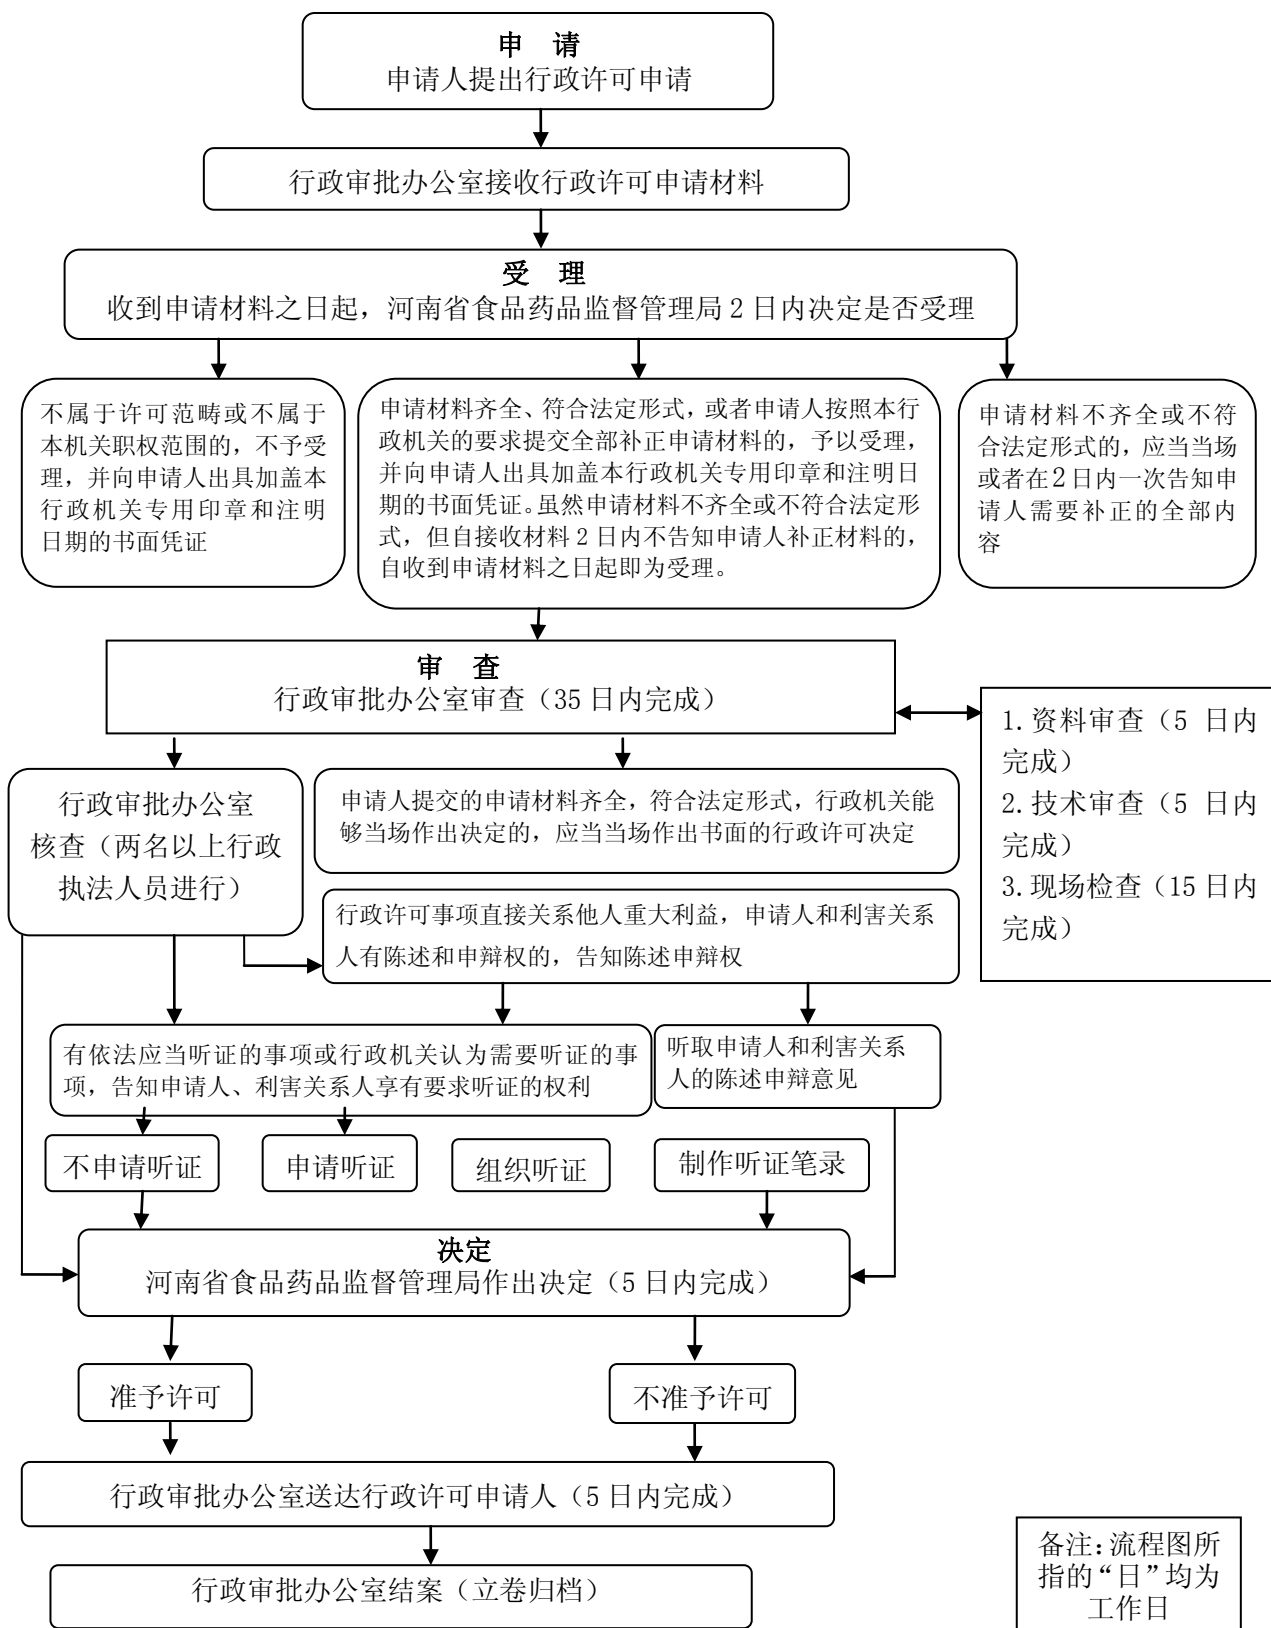 申 请
申请人提出行政许可申请
行政审批办公室接收行政许可申请材料
受 理
收到申请材料之日起，河南省食品药品监督管理局 2 日内决定是否受理
不属于许可范畴或不属于
本机关职权范围的，不予受
理，并向申请人出具加盖本
行政机关专用印章和注明
日期的书面凭证
申请材料齐全、符合法定形式，或者申请人按照本行
政机关的要求提交全部补正申请材料的，予以受理，
并向申请人出具加盖本行政机关专用印章和注明日
期的书面凭证。虽然申请材料不齐全或不符合法定形
式，但自接收材料 2 日内不告知申请人补正材料的，
自收到申请材料之日起即为受理。
申请材料不齐全或不符
合法定形式的，应当当场
或者在2日内一次告知申
请人需要补正的全部内
容
审 查
行政审批办公室审查（35 日内完成）
1.资料审查（5 日内
完成）
2.技术审查（5 日内
完成）
3.现场检查（15 日内
完成）
行政审批办公室
核查（两名以上行政
执法人员进行）
申请人提交的申请材料齐全，符合法定形式，行政机关能
够当场作出决定的，应当当场作出书面的行政许可决定
行政许可事项直接关系他人重大利益，申请人和利害关系
人有陈述和申辩权的，告知陈述申辩权
有依法应当听证的事项或行政机关认为需要听证的事
项，告知申请人、利害关系人享有要求听证的权利
听取申请人和利害关系
人的陈述申辩意见
不申请听证
申请听证
组织听证
制作听证笔录
决定
河南省食品药品监督管理局作出决定（5 日内完成）
准予许可
不准予许可
行政审批办公室送达行政许可申请人（5 日内完成）
行政审批办公室结案（立卷归档）
备注：流程图所
指的“日”均为
工作日